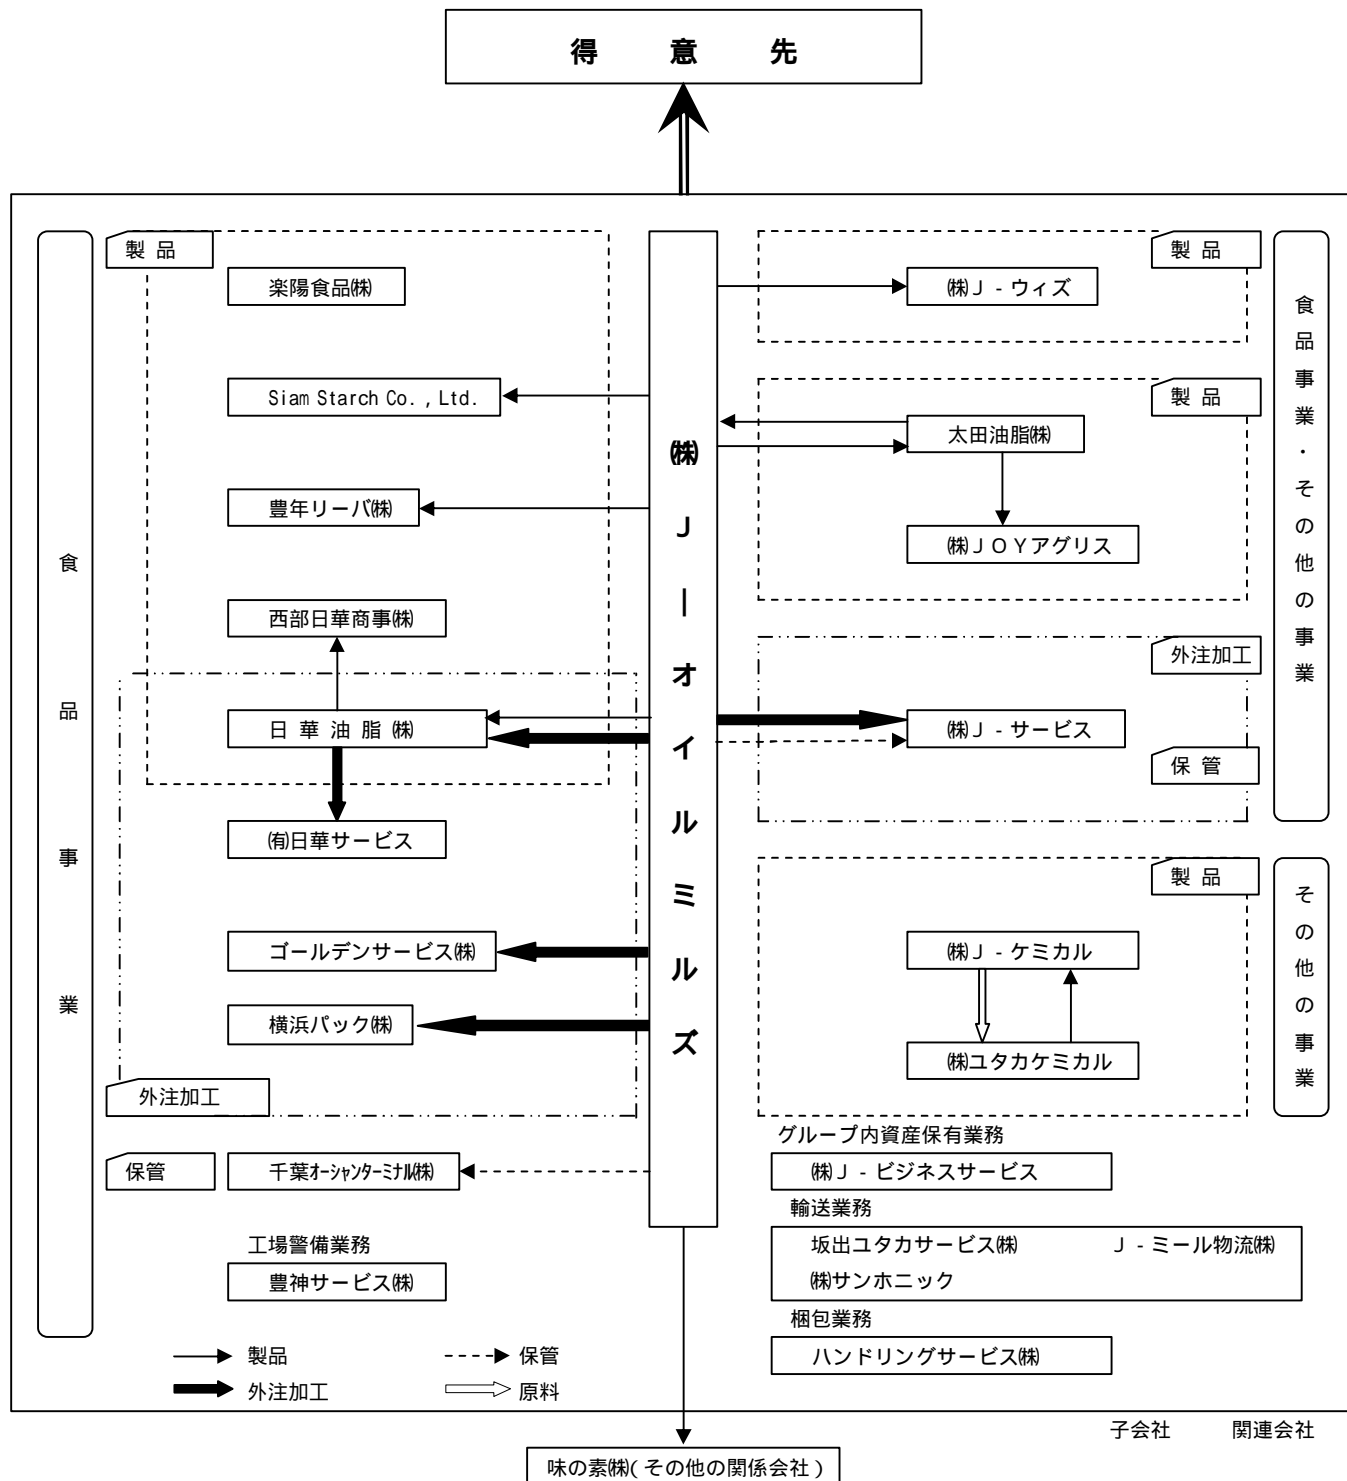 得 意 先
製 品
楽陽食品㈱
Siam Starch Co. , Ltd.
豊年リーバ㈱
西部日華商事㈱
日 華 油 脂 ㈱
㈲日華サービス
ゴールデンサービス㈱
横浜パック㈱
外注加工
保管
千葉オーシャンターミナル㈱
工場警備業務
豊神サービス㈱
食品事業
㈱Ｊ－オイルミルズ
製 品
㈱Ｊ‐ウィズ
製 品
太田油脂㈱
㈱ＪＯＹアグリス
外注加工
㈱Ｊ‐サービス
保 管
食品事業・その他の事業
製 品
㈱Ｊ‐ケミカル
㈱ユタカケミカル
その他の事業
グループ内資産保有業務
㈱Ｊ‐ビジネスサービス
輸送業務
坂出ユタカサービス㈱ Ｊ‐ミール物流㈱
㈱サンホニック
梱包業務
ハンドリングサービス㈱
製品 保管
外注加工 原料
子会社 関連会社
味の素㈱(その他の関係会社)